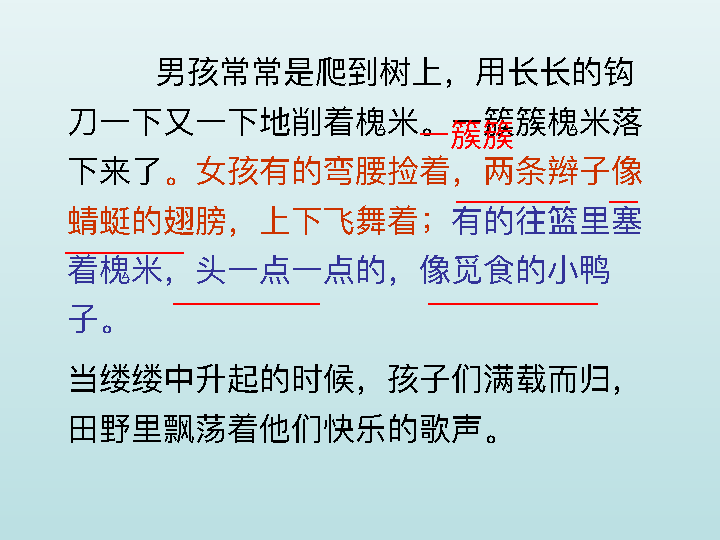 男孩常常是爬到树上，用长长的钩
刀一下又一下地削着槐米。一簇簇槐米落
一簇簇
下来了。女孩有的弯腰捡着，两条辫子像
蜻蜓的翅膀，上下飞舞着；有的往篮里塞
着槐米，头一点一点的，像觅食的小鸭
子。
当缕缕中升起的时候，孩子们满载而归，
田野里飘荡着他们快乐的歌声。